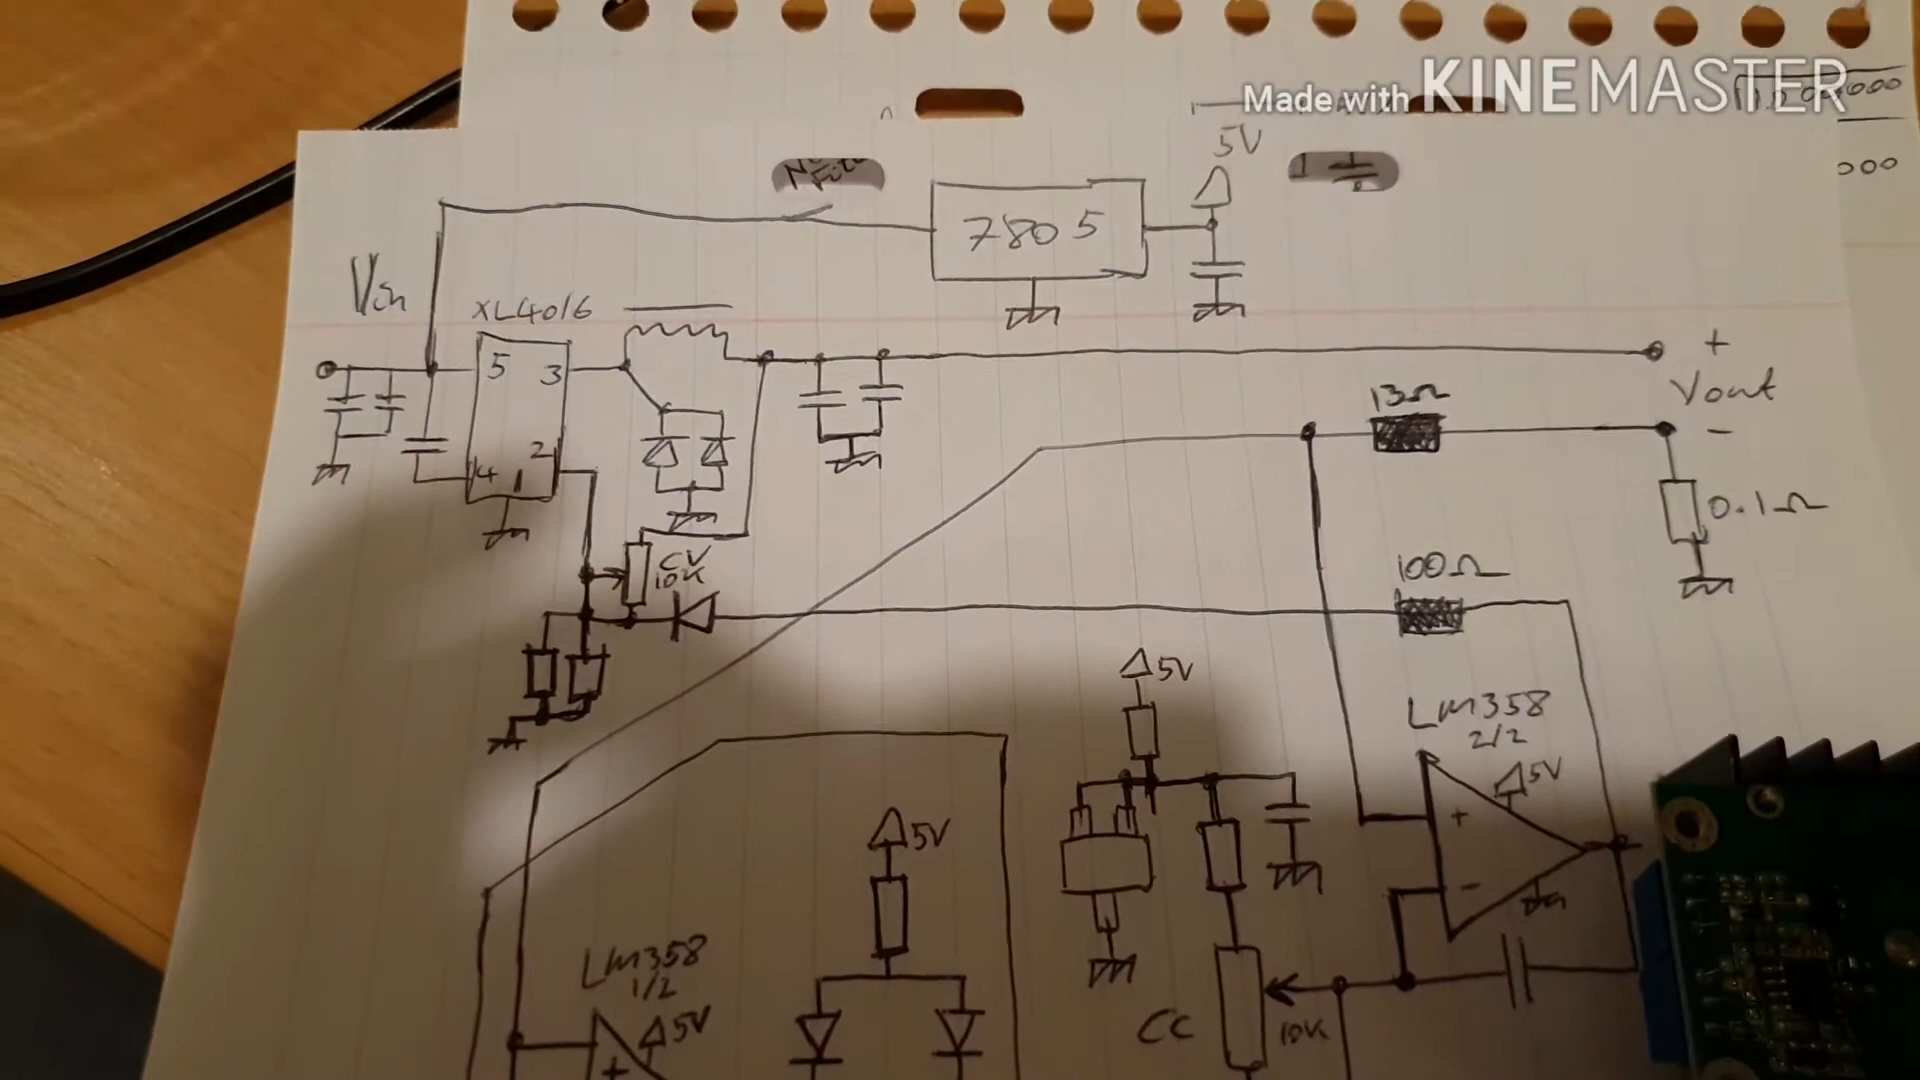 Made with KINEMASTER
000
5V
7805
Vin
XL4016
5 3
2
4 1
+
Vout
-
13Ω
0.1Ω
CV
10K
100Ω
5V
LM358
2/2
5V
+
-
5V
LM358
1/2
5V
+
CC
10K